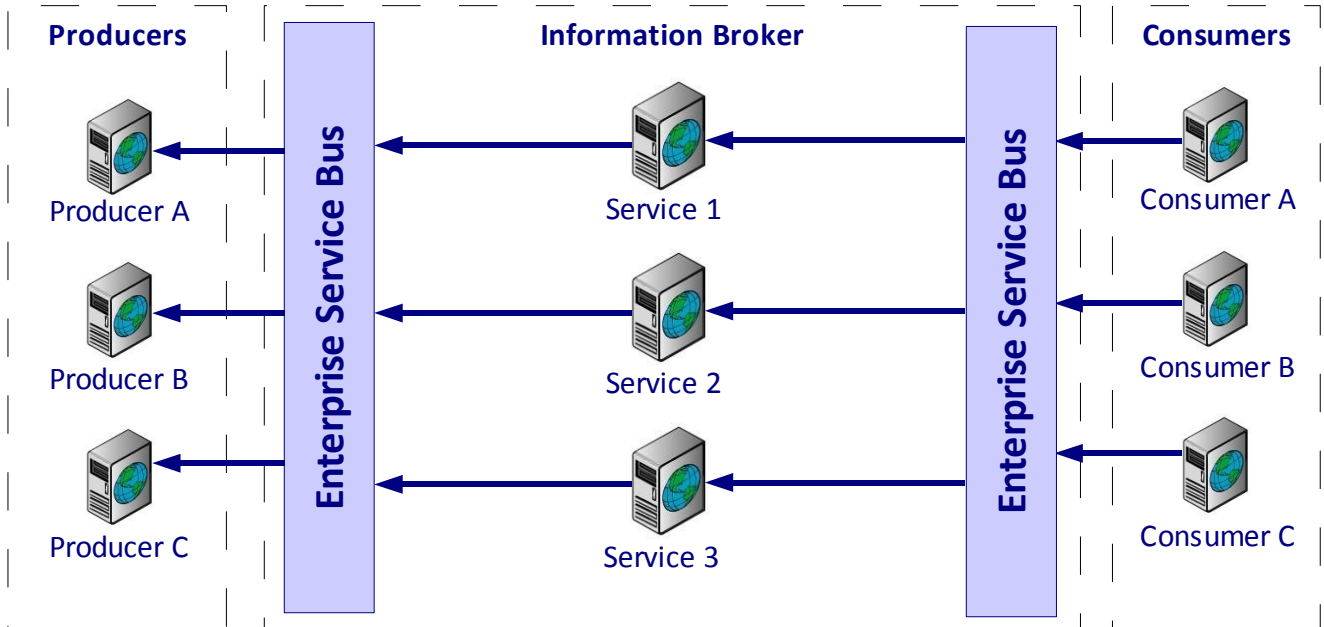 Producers
Information Broker
Consumers
Producer A
Producer B
Producer C
Enterprise Service Bus
Service 1
Service 2
Service 3
Enterprise Service Bus
Consumer A
Consumer B
Consumer C